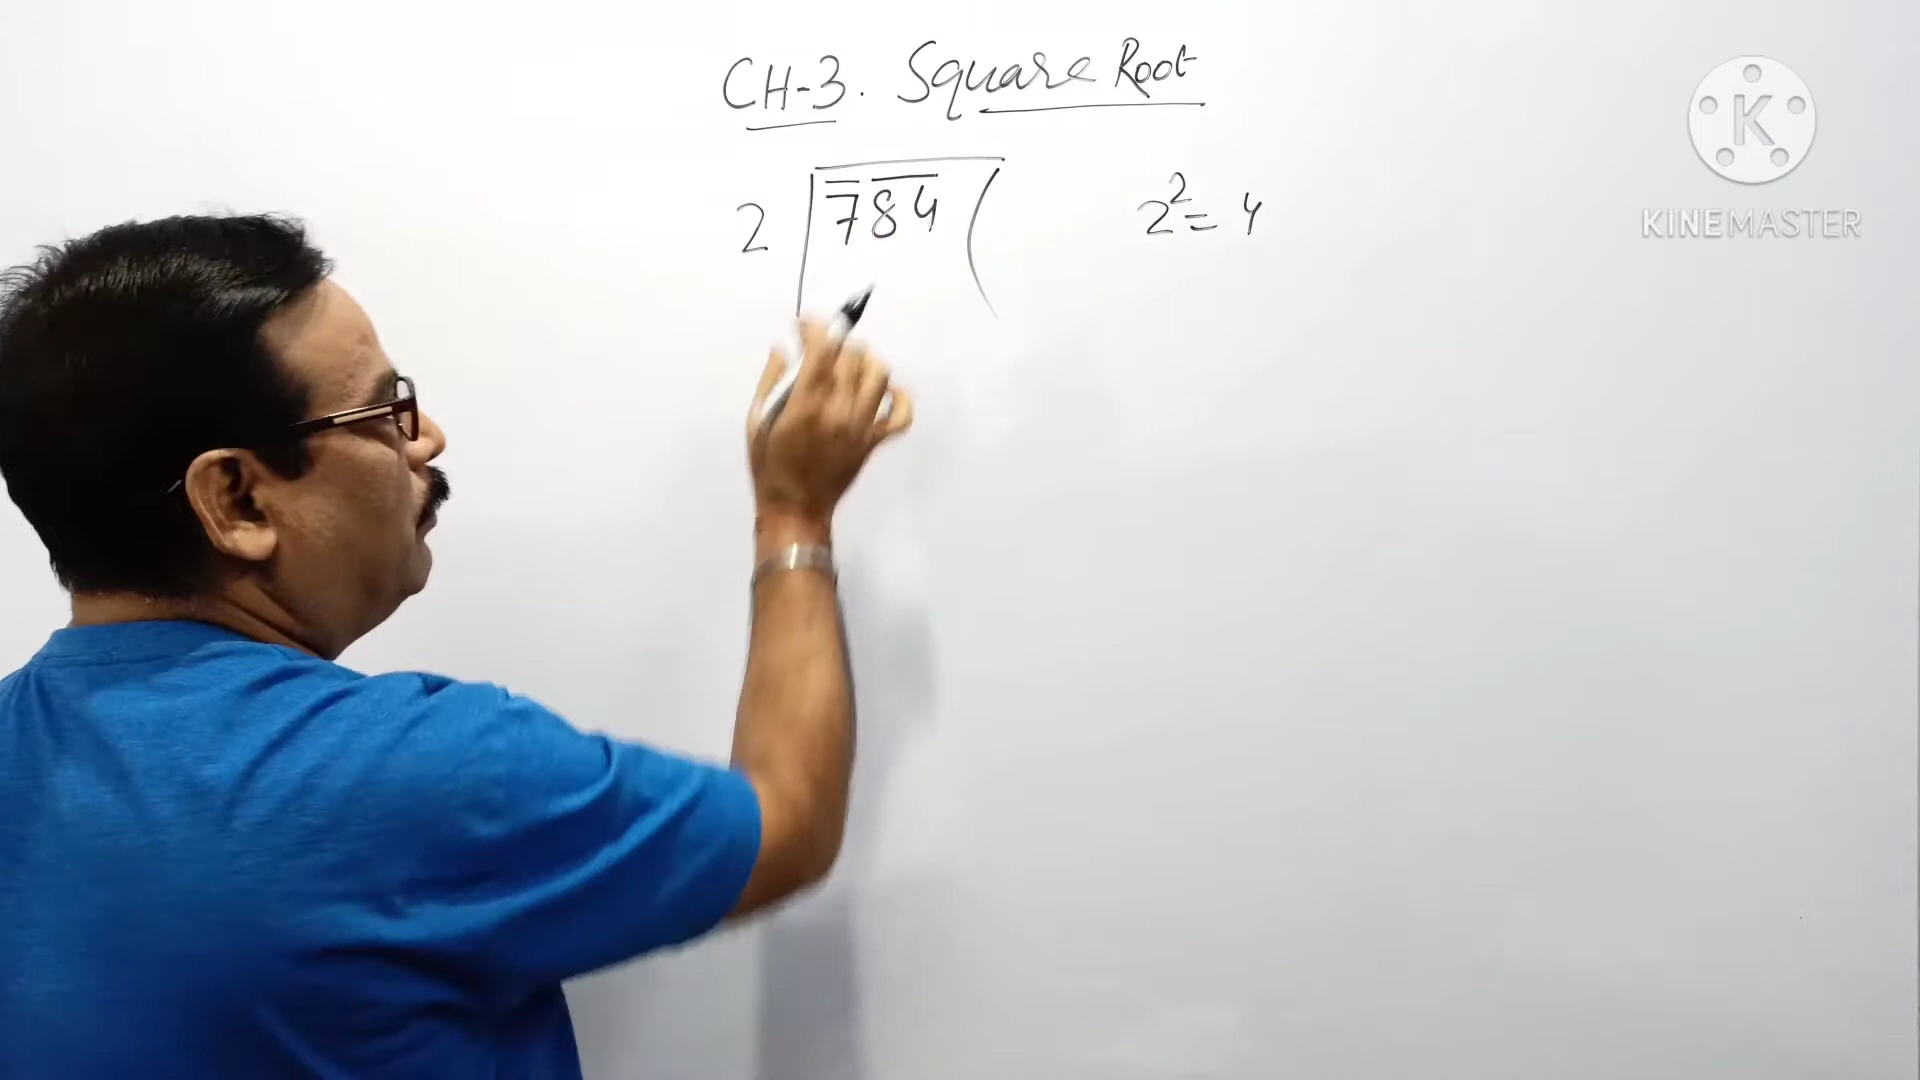 CH-3. Square Root
2 784 ( 2² = 4
K
KINEMASTER